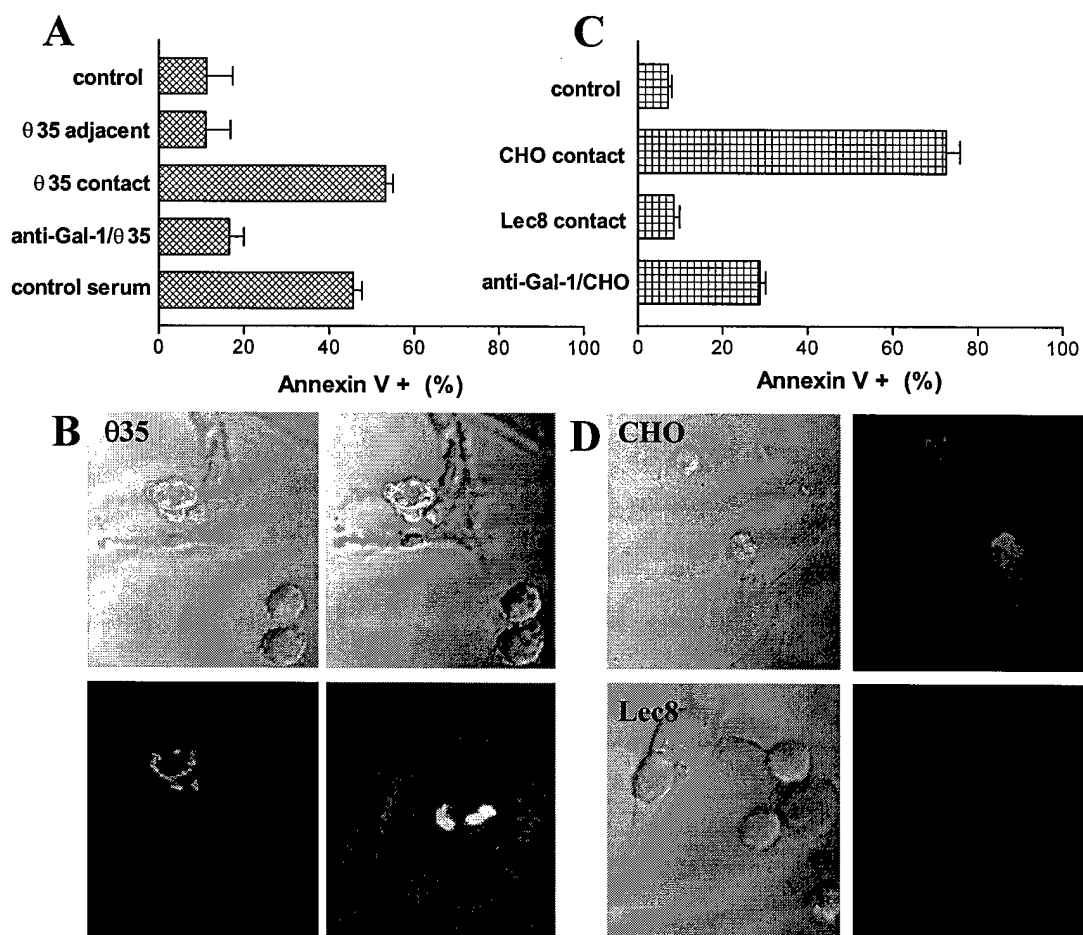 A
control
θ35 adjacent
θ35 contact
anti-Gal-1/θ35
control serum
0 20 40 60 80 100
Annexin V + (%)
C
control
CHO contact
Lec8 contact
anti-Gal-1/CHO
0 20 40 60 80 100
Annexin V + (%)
B
θ35
D
CHO
Lec8